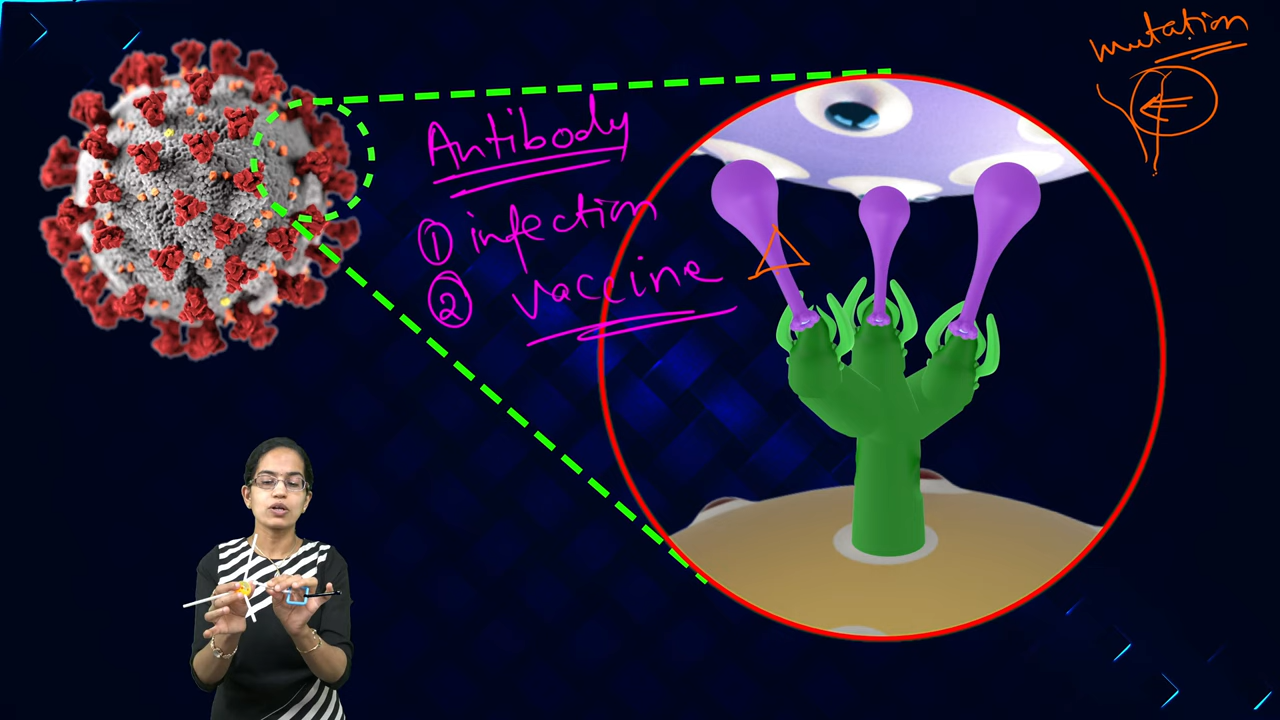 mutation
Antibody
① infection
② vaccine